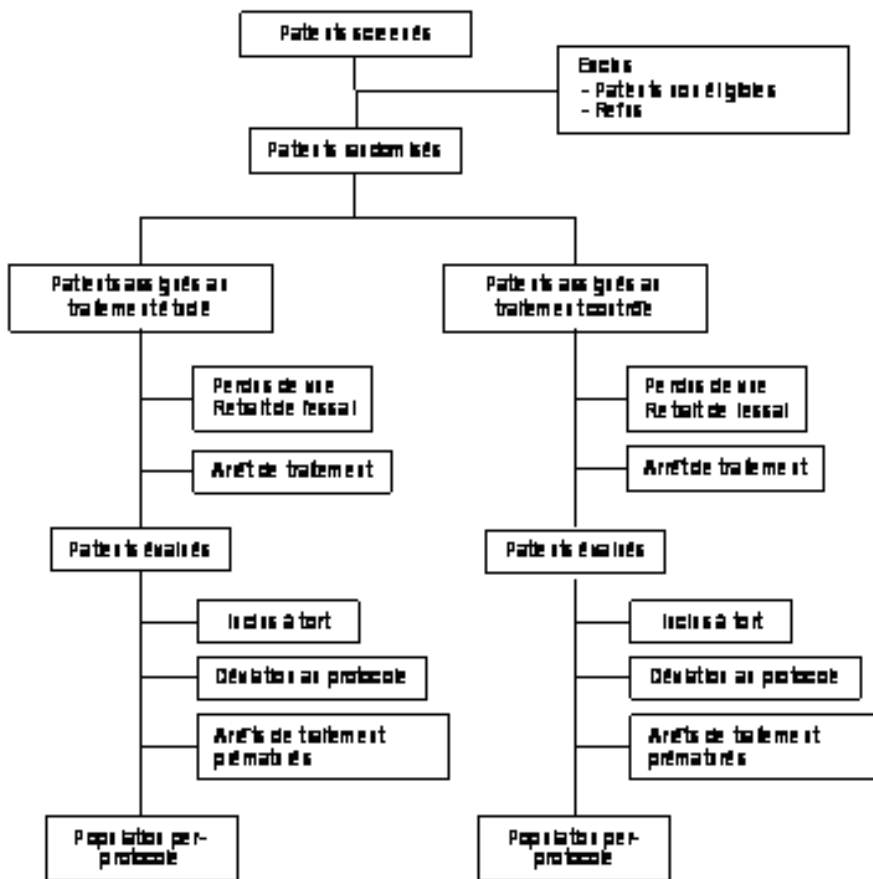 Patients screenés
Exclus
- Patients non éligibles
- Refus
Patients randomisés
Patients assignés au
traitement étudié
Patients assignés au
traitement contrôle
Perdus de vue
Retrait de l'essai
Perdus de vue
Retrait de l'essai
Arrêt de traitement
Arrêt de traitement
Patients évalués
Patients évalués
Inclus à tort
Inclus à tort
Déviation au protocole
Déviation au protocole
Arrêts de traitement
prématurés
Arrêts de traitement
prématurés
Population per-
protocole
Population per-
protocole